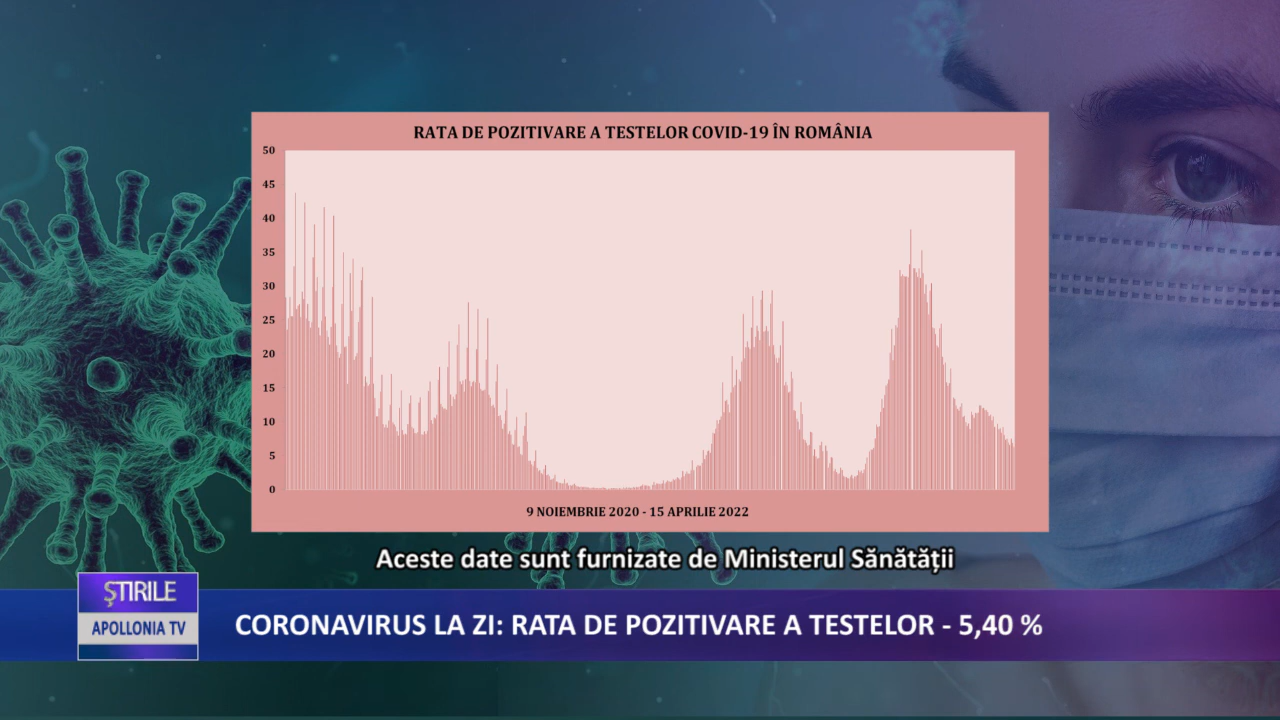 RATA DE POZITIVARE A TESTELOR COVID-19 ÎN ROMÂNIA
50
45
40
35
30
25
20
15
10
5
0
9 NOIEMBRIE 2020 - 15 APRILIE 2022
Aceste date sunt furnizate de Ministerul Sănătății
ȘTIRILE
APOLLONIA TV
CORONAVIRUS LA ZI: RATA DE POZITIVARE A TESTELOR - 5,40 %